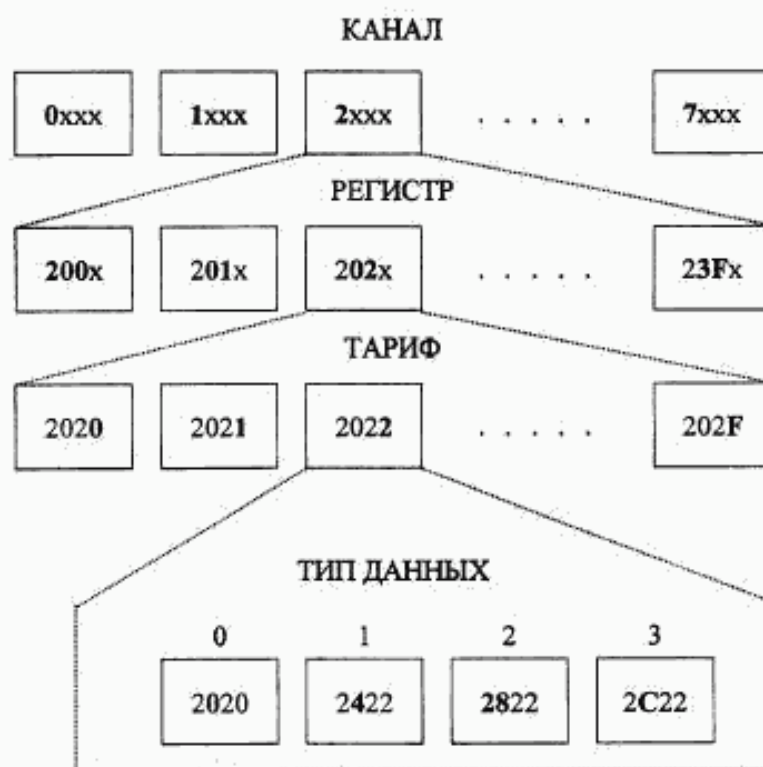 КАНАЛ
0xxx 1xxx 2xxx . . . . . 7xxx
РЕГИСТР
200x 201x 202x . . . . . 23Fx
ТАРИФ
2020 2021 2022 . . . . . 202F
ТИП ДАННЫХ
0 1 2 3
2020 2422 2822 2C22